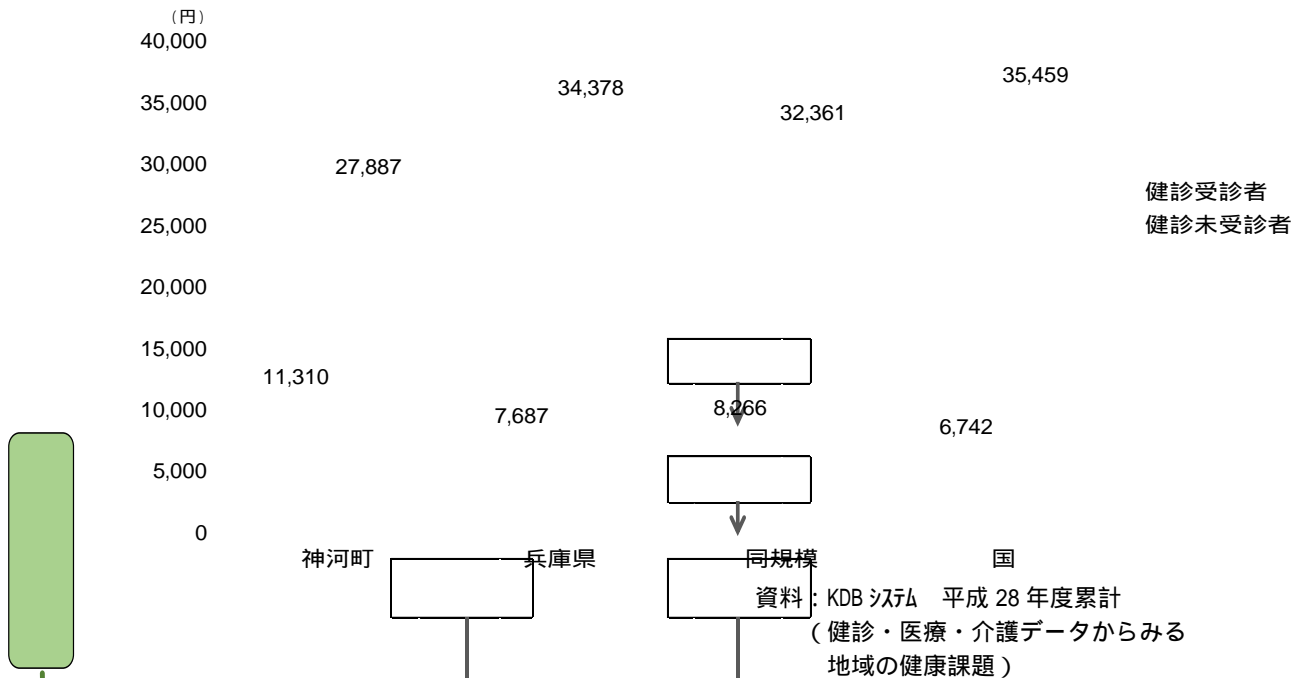 （円）
40,000
35,459
34,378
35,000
32,361
30,000
27,887
健診受診者
25,000
健診未受診者
20,000
15,000
11,310
10,000
7,687
8,266
6,742
5,000
0
神河町 兵庫県 同規模 国
資料：KDB システム 平成 28 年度累計
（健診・医療・介護データからみる
地域の健康課題）